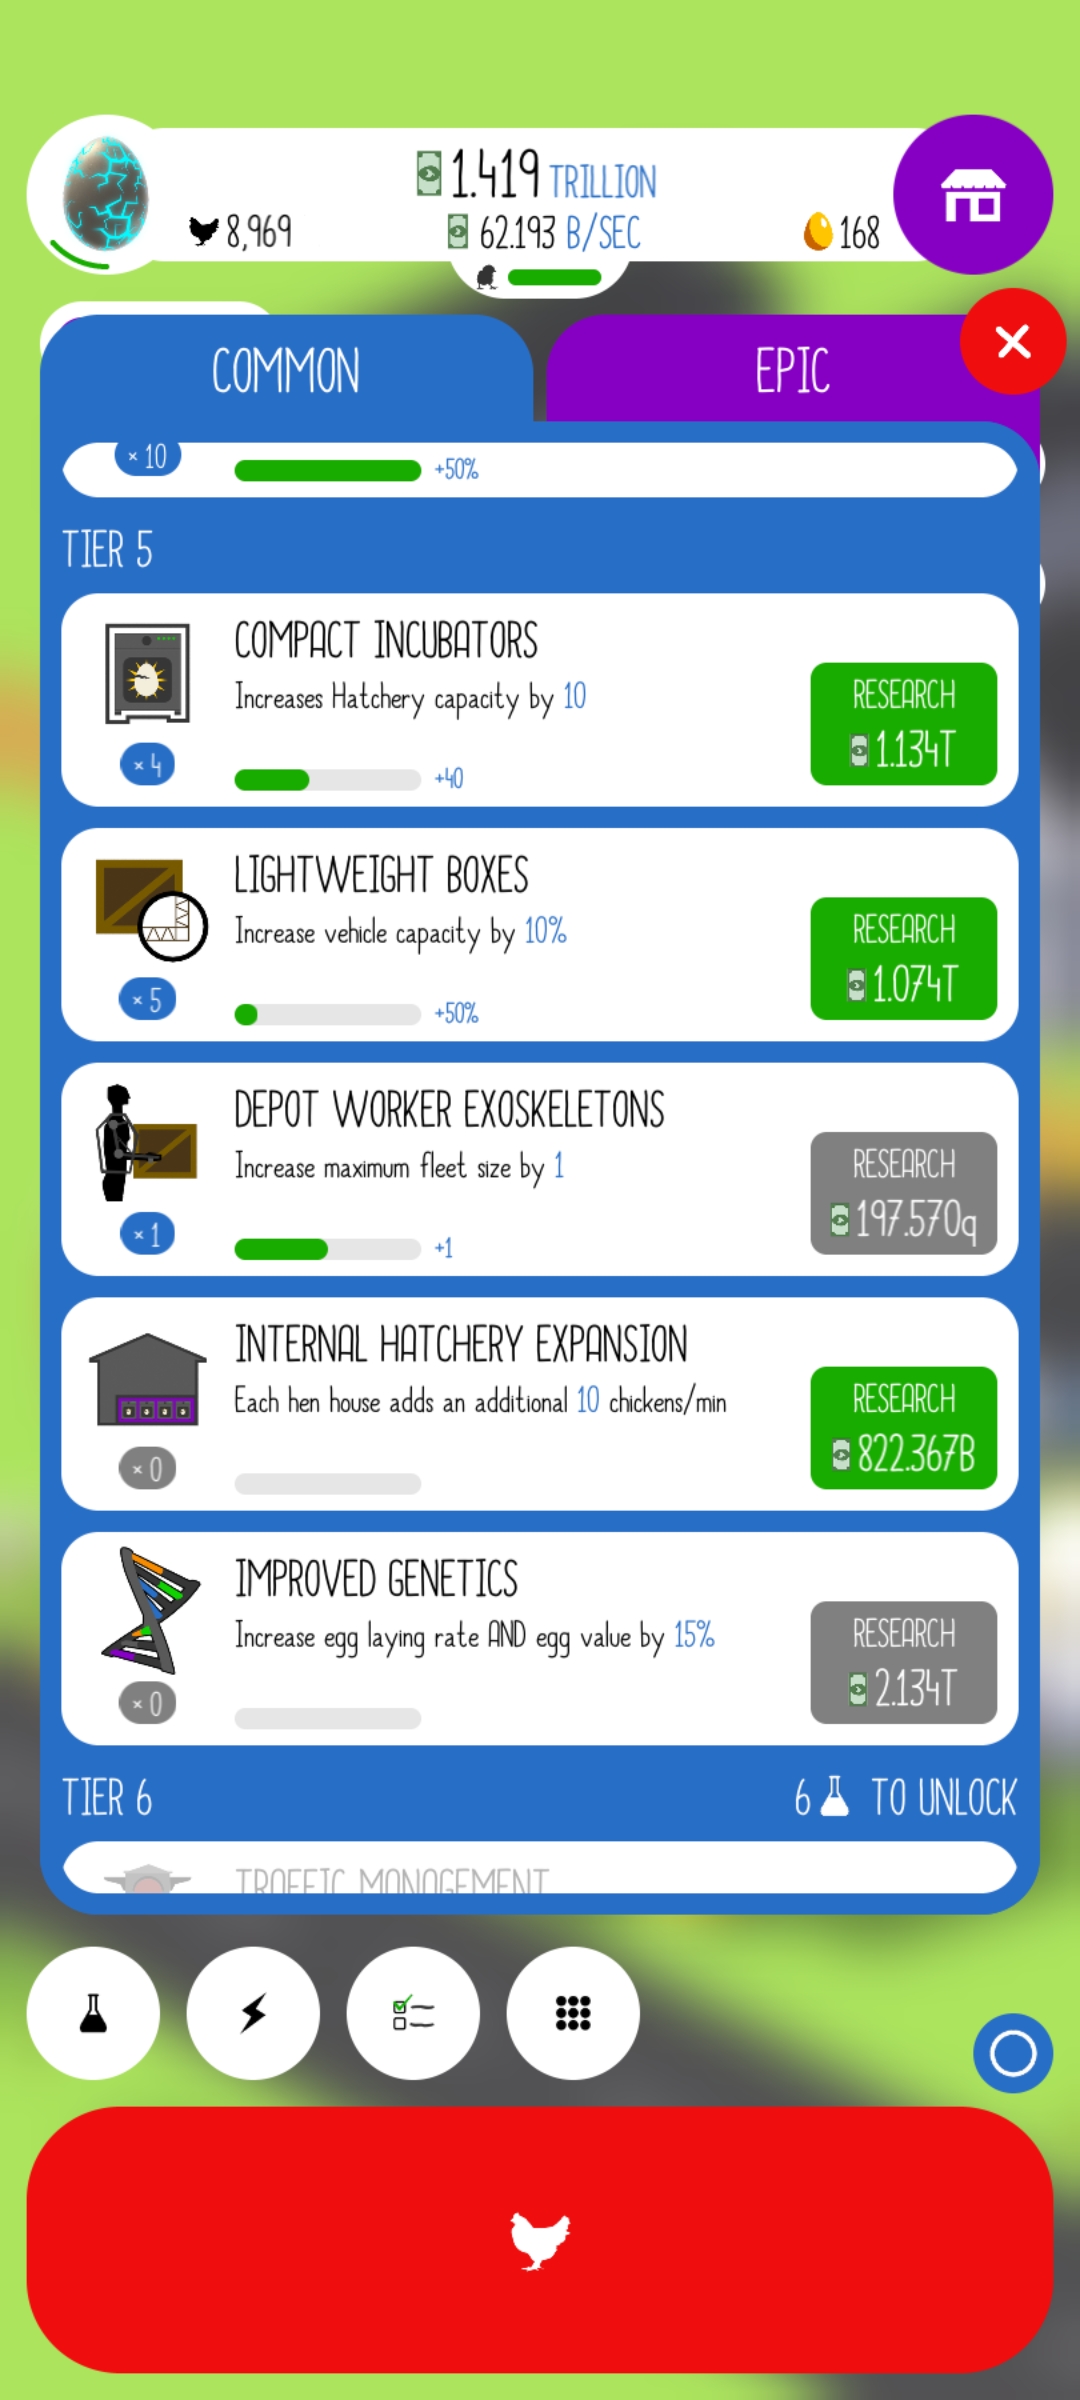 1.419 TRILLION
8,969
62.193 B/SEC
168
COMMON
EPIC
× 10
+50%
TIER 5
COMPACT INCUBATORS
Increases Hatchery capacity by 10
RESEARCH
1.134T
× 4
+40
LIGHTWEIGHT BOXES
Increase vehicle capacity by 10%
RESEARCH
1.074T
× 5
+50%
DEPOT WORKER EXOSKELETONS
Increase maximum fleet size by 1
RESEARCH
197.570q
× 1
+1
INTERNAL HATCHERY EXPANSION
Each hen house adds an additional 10 chickens/min
RESEARCH
822.367B
× 0
IMPROVED GENETICS
Increase egg laying rate AND egg value by 15%
RESEARCH
2.134T
× 0
TIER 6
6 TO UNLOCK
TRAFFIC MANAGEMENT